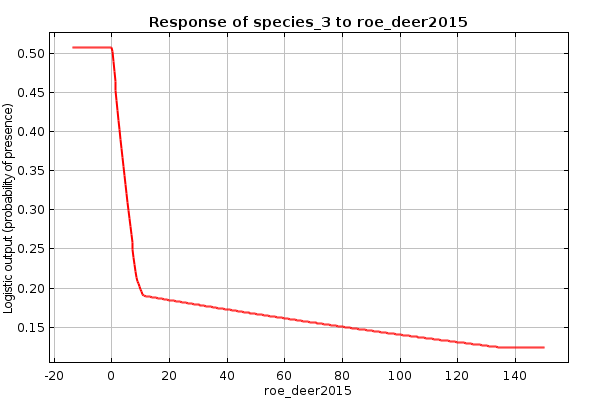 Response of species_3 to roe_deer2015
Logistic output (probability of presence)
0.50
0.45
0.40
0.35
0.30
0.25
0.20
0.15
-20 0 20 40 60 80 100 120 140
roe_deer2015